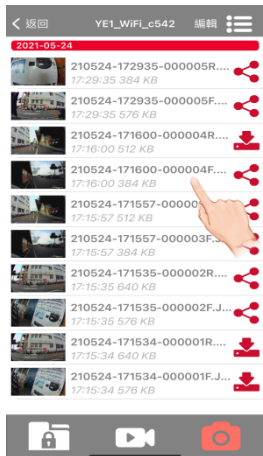 返回 YE1_WiFi_c542 編輯
2021-05-24
210524-172935-000005R....
17:29:35 384 KB
210524-172935-000005F....
17:29:35 576 KB
210524-171600-000004R....
17:16:00 512 KB
210524-171600-000004F....
17:16:00 384 KB
17:15:57 512 KB
210524-171557-000003F.J...
17:15:57 384 KB
210524-171535-000002R....
17:15:35 640 KB
210524-171535-000002F.J...
17:15:35 576 KB
210524-171534-000001R....
17:15:34 640 KB
210524-171534-000001F.J...
17:15:34 576 KB